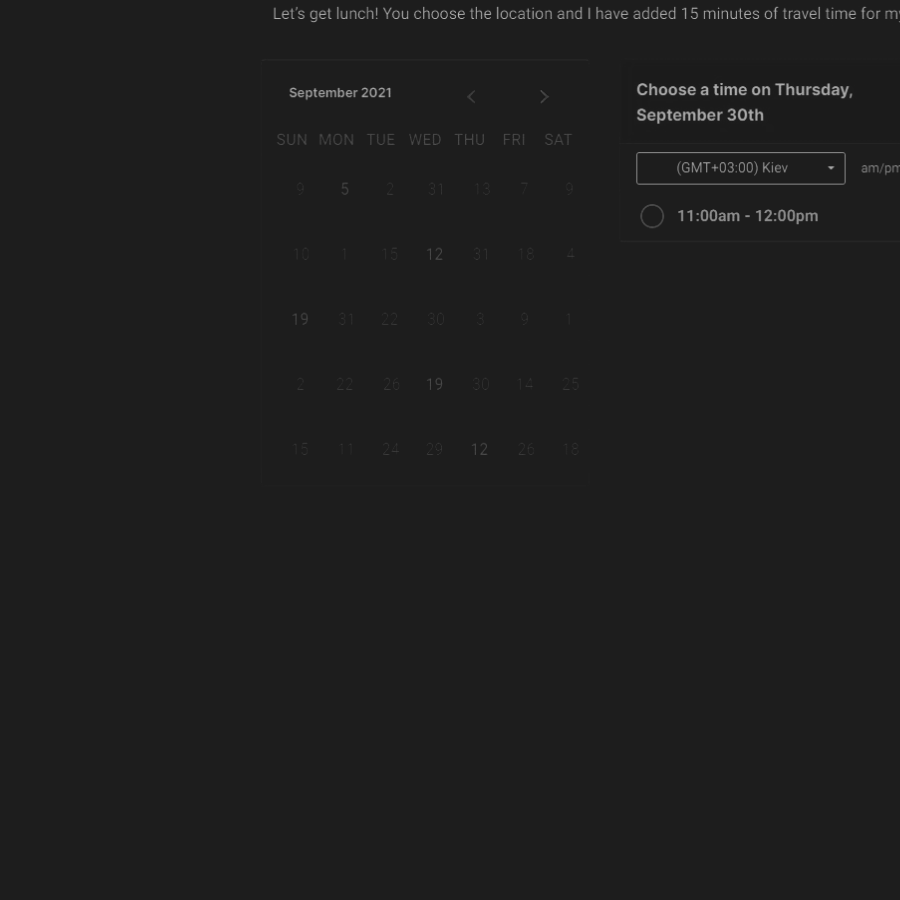 Let's get lunch! You choose the location and I have added 15 minutes of travel time for my
September 2021
SUN MON TUE WED THU FRI SAT
9 5 2 31 13 7 9
10 1 15 12 31 18 4
19 31 22 30 3 9 1
2 22 26 19 30 14 25
15 11 24 29 12 26 18
Choose a time on Thursday,
September 30th
(GMT+03:00) Kiev am/pm
11:00am - 12:00pm